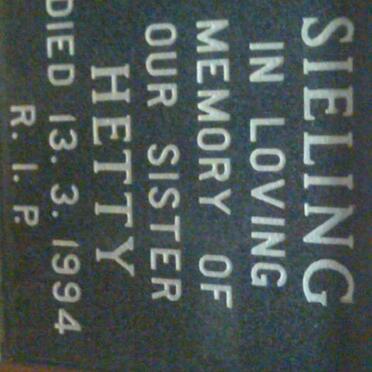 SIELING
IN LOVING
MEMORY OF
OUR SISTER
HETTY
DIED 13. 3. 1994
R. I. P.